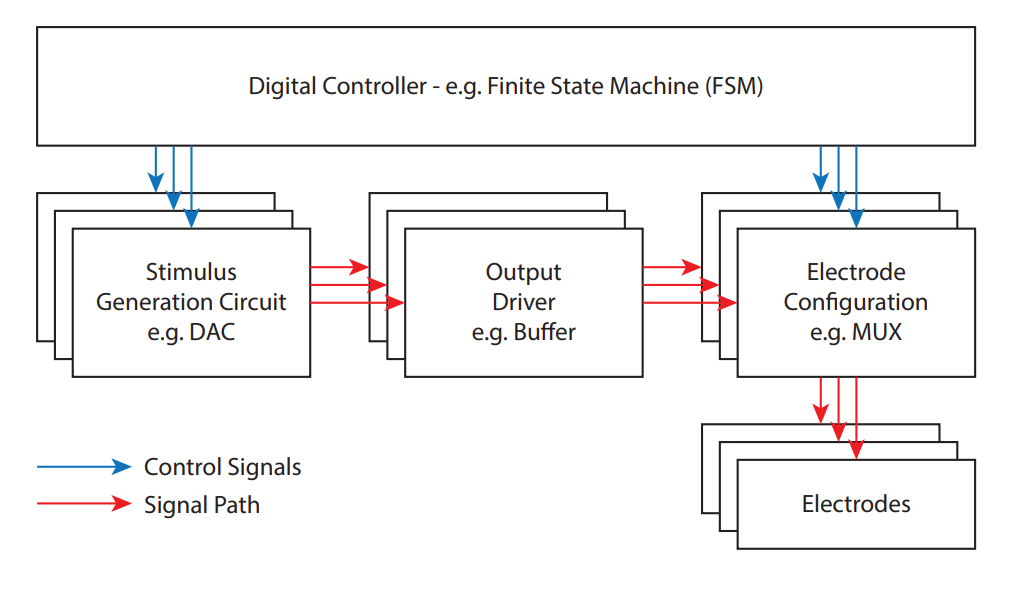 Digital Controller - e.g. Finite State Machine (FSM)
Stimulus
Generation Circuit
e.g. DAC
Output
Driver
e.g. Buffer
Electrode
Configuration
e.g. MUX
Control Signals
Signal Path
Electrodes